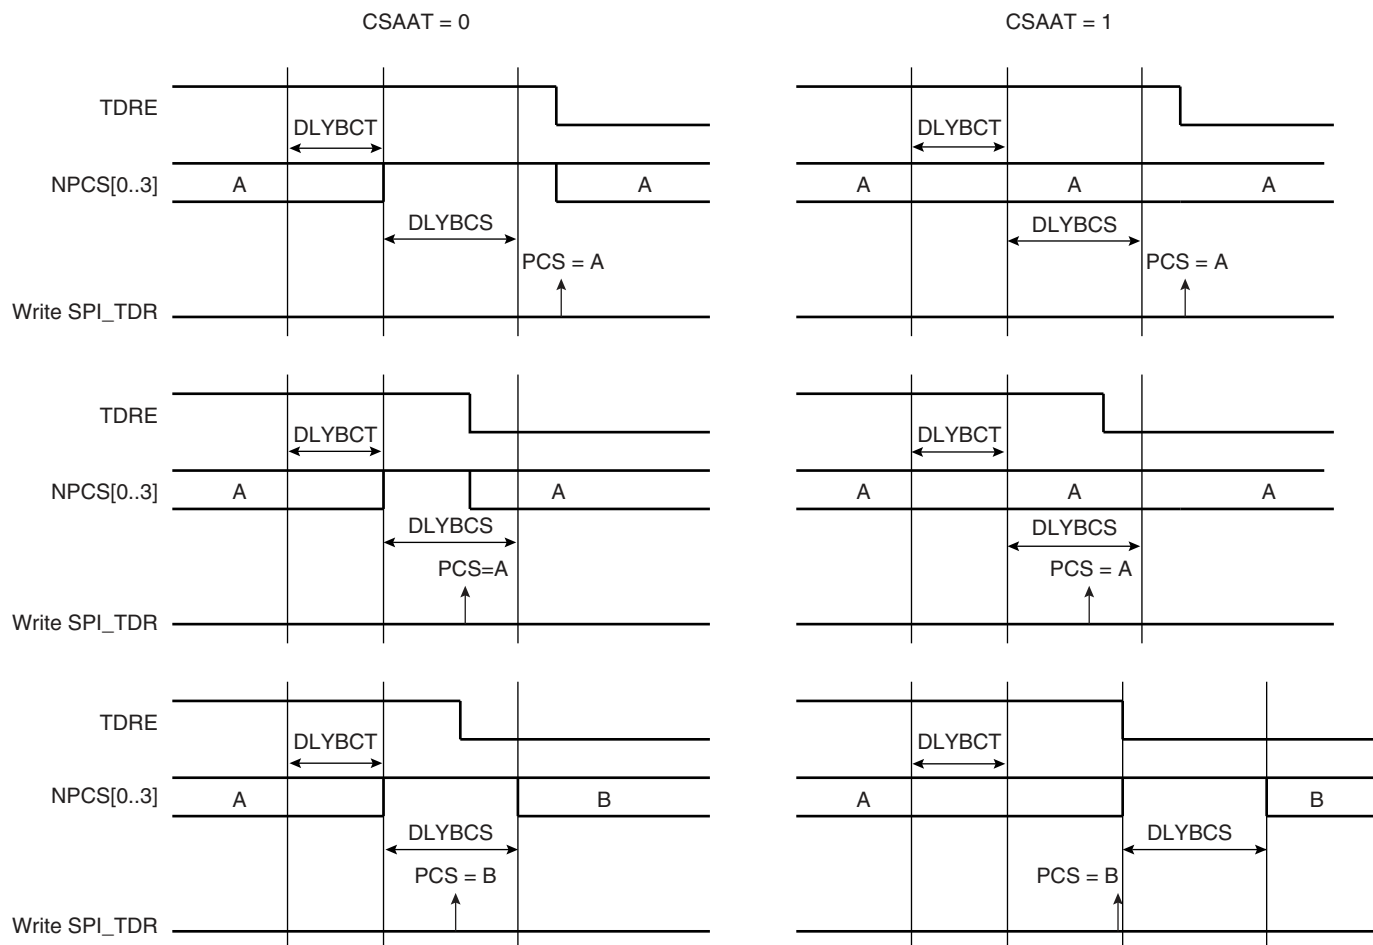 CSAAT = 0 CSAAT = 1
TDRE
DLYBCT DLYBCT
NPCS[0..3] A A A A A
DLYBCS DLYBCS
PCS = A PCS = A
Write SPI_TDR
TDRE
DLYBCT DLYBCT
NPCS[0..3] A A A A A
DLYBCS DLYBCS
PCS=A PCS = A
Write SPI_TDR
TDRE
DLYBCT DLYBCT
NPCS[0..3] A B A B
DLYBCS DLYBCS
PCS = B PCS = B
Write SPI_TDR